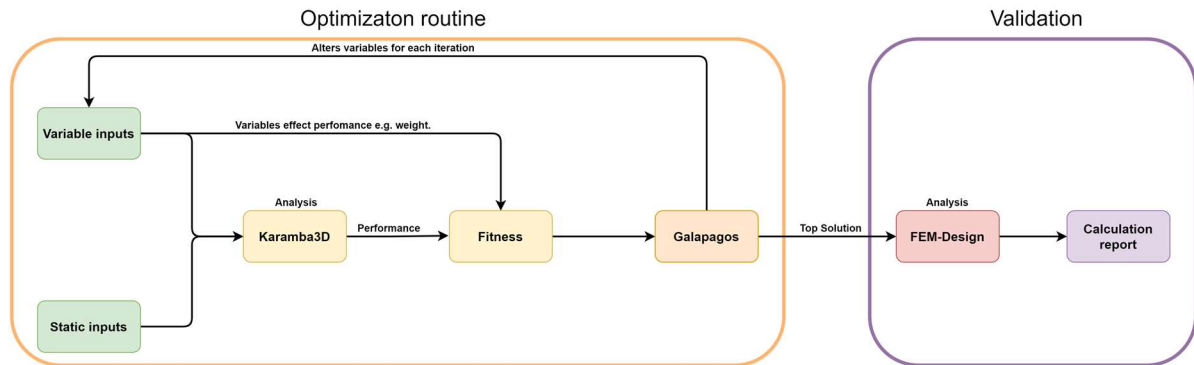 Optimizaton routine
Validation
Alters variables for each iteration
Variable inputs
Variables effect perfomance e.g. weight.
Analysis
Karamba3D
Performance
Fitness
Galapagos
Top Solution
Analysis
FEM-Design
Calculation
report
Static inputs